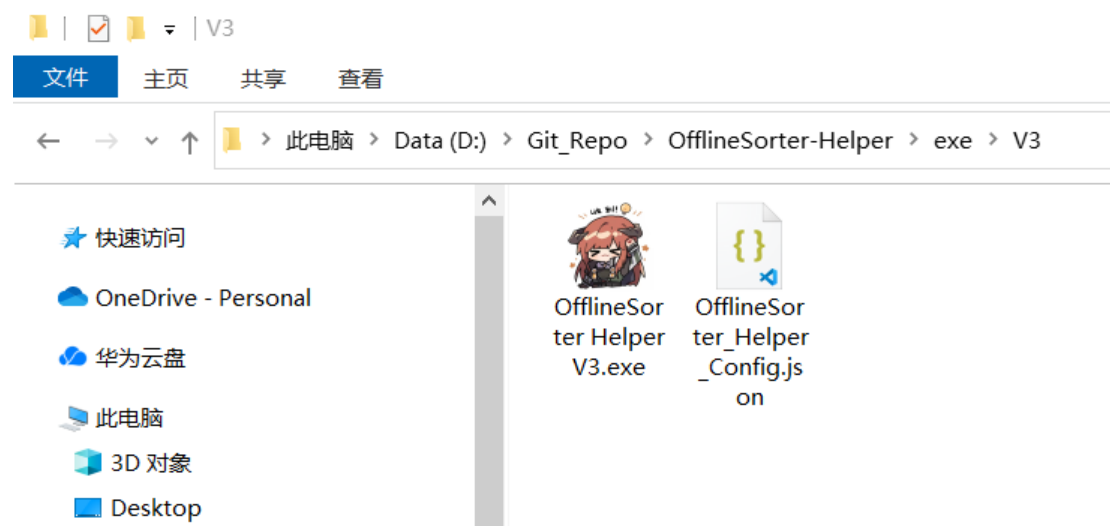 V3
文件 主页 共享 查看
此电脑 > Data (D:) > Git_Repo > OfflineSorter-Helper > exe > V3
快速访问
OneDrive - Personal
华为云盘
此电脑
3D 对象
Desktop
OfflineSor
ter Helper
V3.exe
OfflineSor
ter_Helper
_Config.js
on